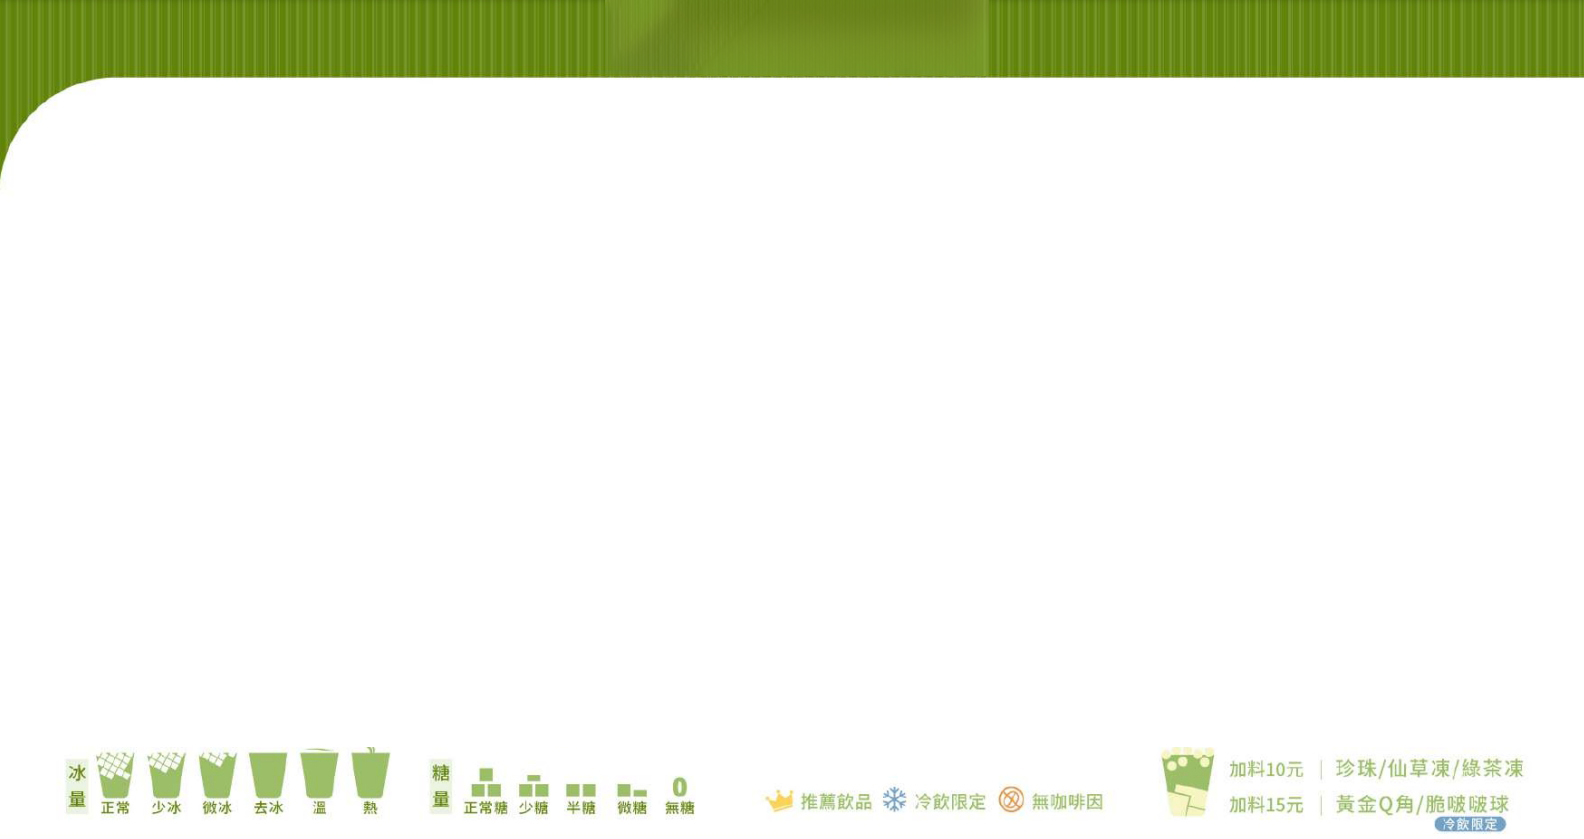 冰量
正常 少冰 微冰 去冰 溫 熱
糖量
0
正常糖 少糖 半糖 微糖 無糖
推薦飲品 冷飲限定 無咖啡因
加料10元 | 珍珠/仙草凍/綠茶凍
加料15元 | 黃金Q角/脆啵啵球
冷飲限定